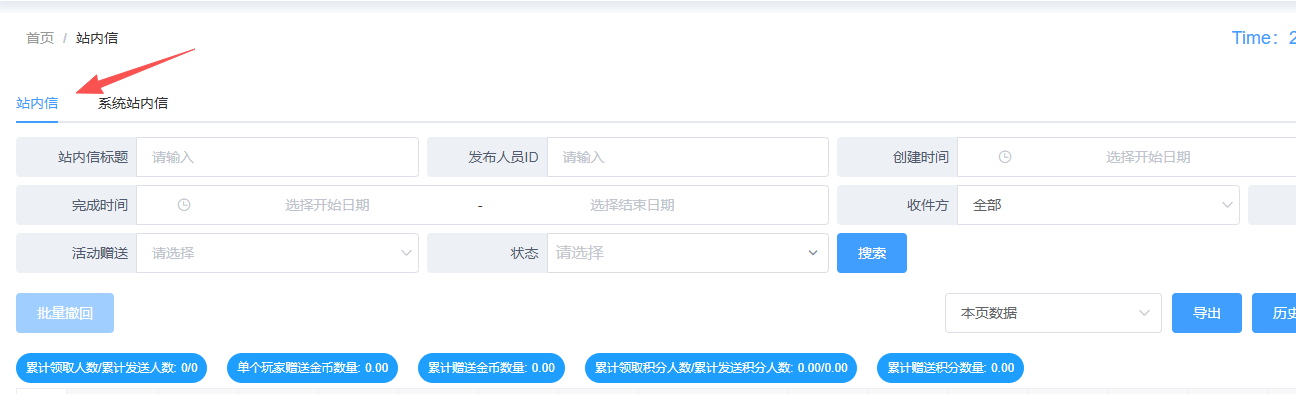 首页 / 站内信
Time：2
站内信 系统站内信
站内信标题 请输入 发布人员ID 请输入 创建时间 选择开始日期
完成时间 选择开始日期 - 选择结束日期 收件方 全部
活动赠送 请选择 状态 请选择 搜索
批量撤回 本页数据 导出 历史
累计领取人数/累计发送人数: 0/0 单个玩家赠送金币数量: 0.00 累计赠送金币数量: 0.00 累计领取积分人数/累计发送积分人数: 0.00/0.00 累计赠送积分数量: 0.00